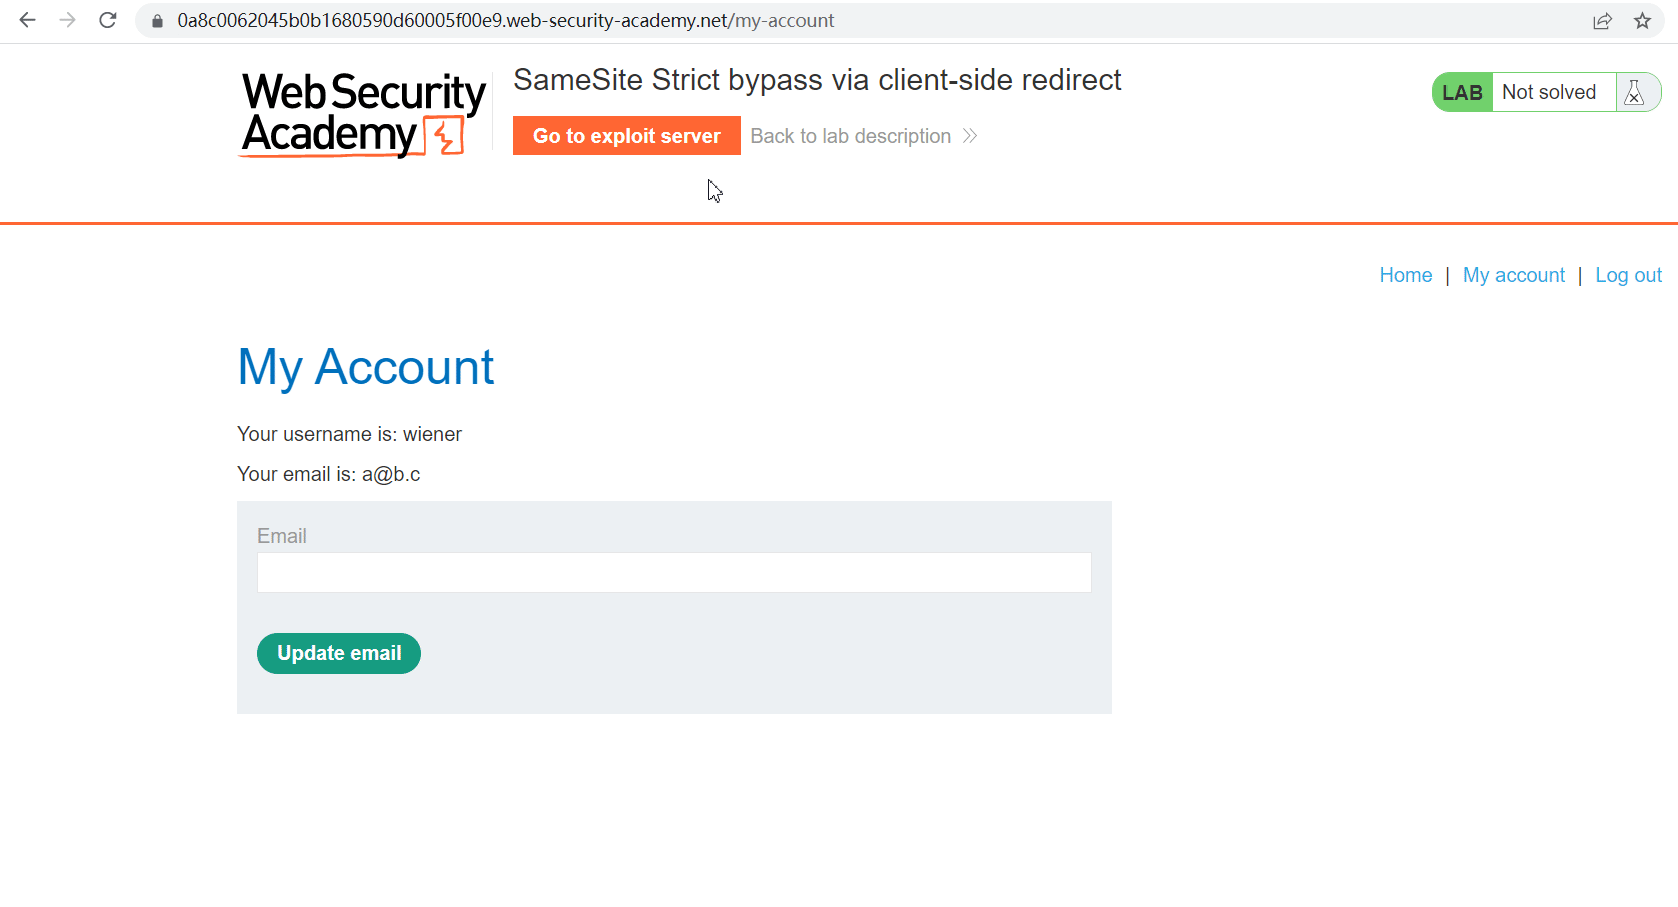 0a8c0062045b0b1680590d60005f00e9.web-security-academy.net/my-account
Web Security
Academy
SameSite Strict bypass via client-side redirect
Go to exploit server
Back to lab description
LAB
Not solved
Home | My account | Log out
My Account
Your username is: wiener
Your email is: a@b.c
Email
Update email